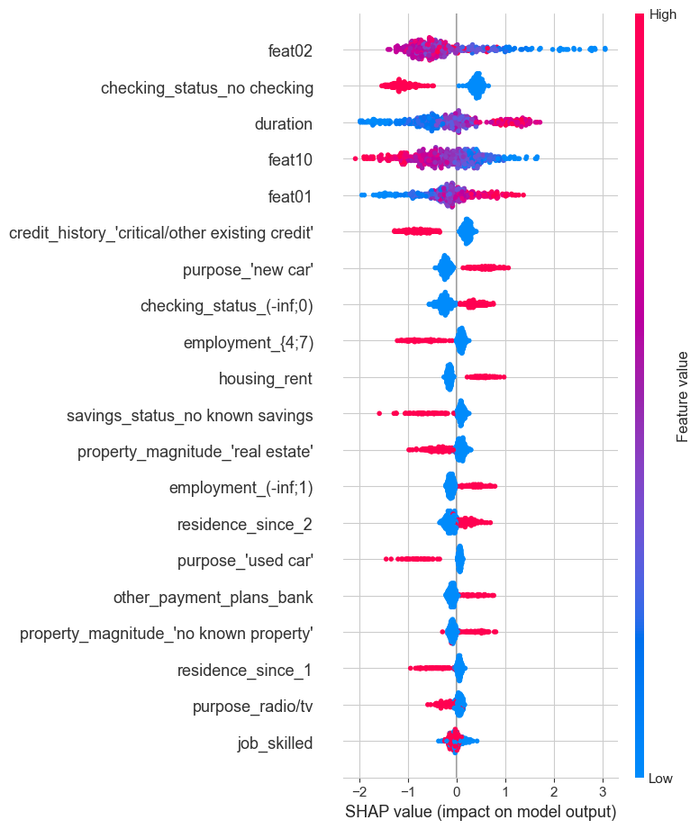 High
feat02
checking_status_no checking
duration
feat10
feat01
credit_history_'critical/other existing credit'
purpose_'new car'
checking_status_(-inf;0)
employment_{4;7)
housing_rent
savings_status_no known savings
property_magnitude_'real estate'
employment_(-inf;1)
residence_since_2
purpose_'used car'
other_payment_plans_bank
property_magnitude_'no known property'
residence_since_1
purpose_radio/tv
job_skilled
Feature value
Low
−2 −1 0 1 2 3
SHAP value (impact on model output)